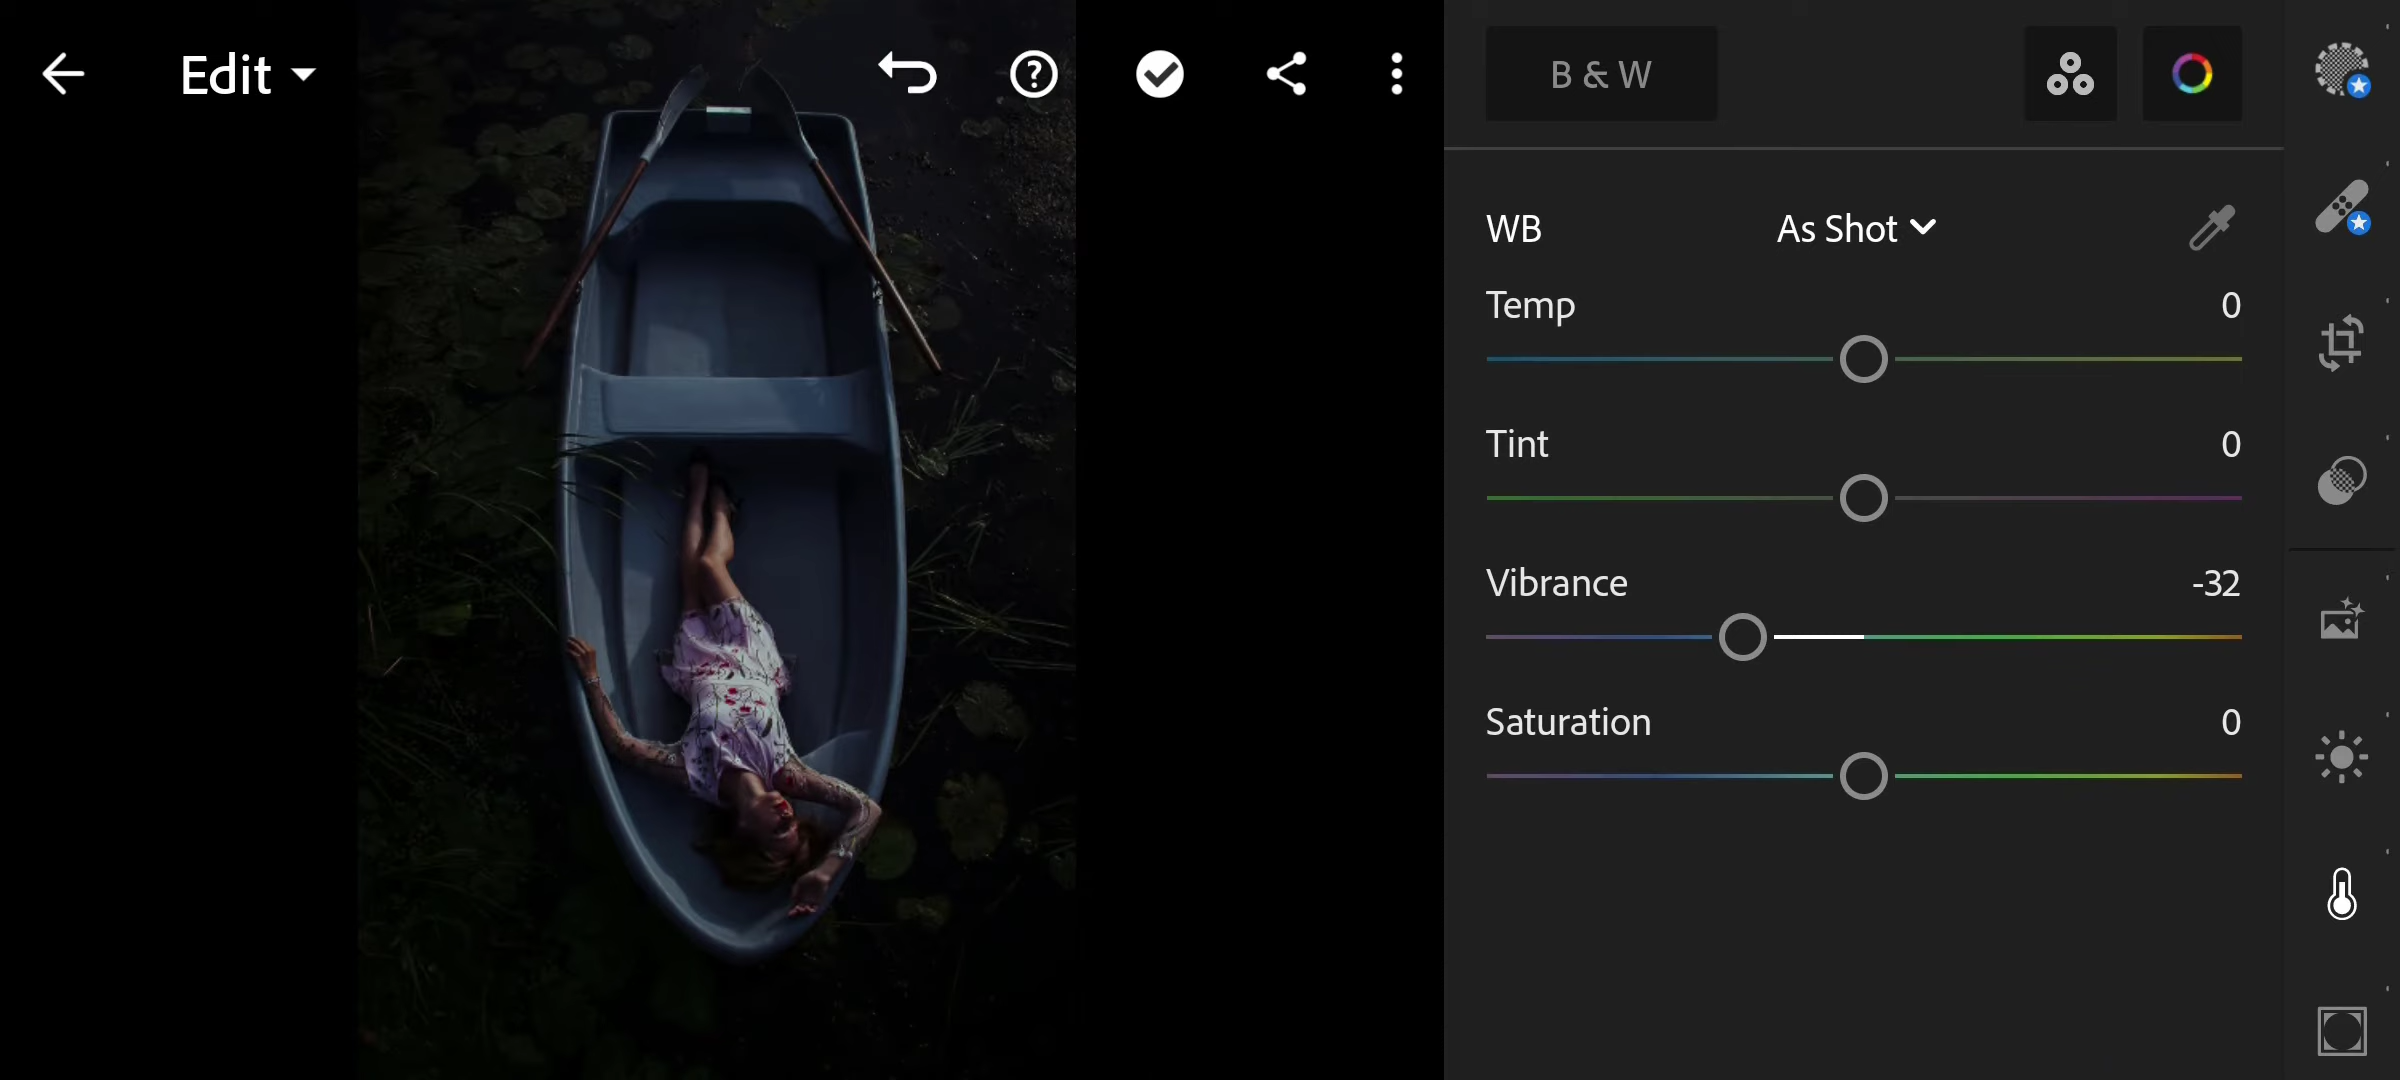 Edit
B & W
WB As Shot
Temp 0
Tint 0
Vibrance -32
Saturation 0